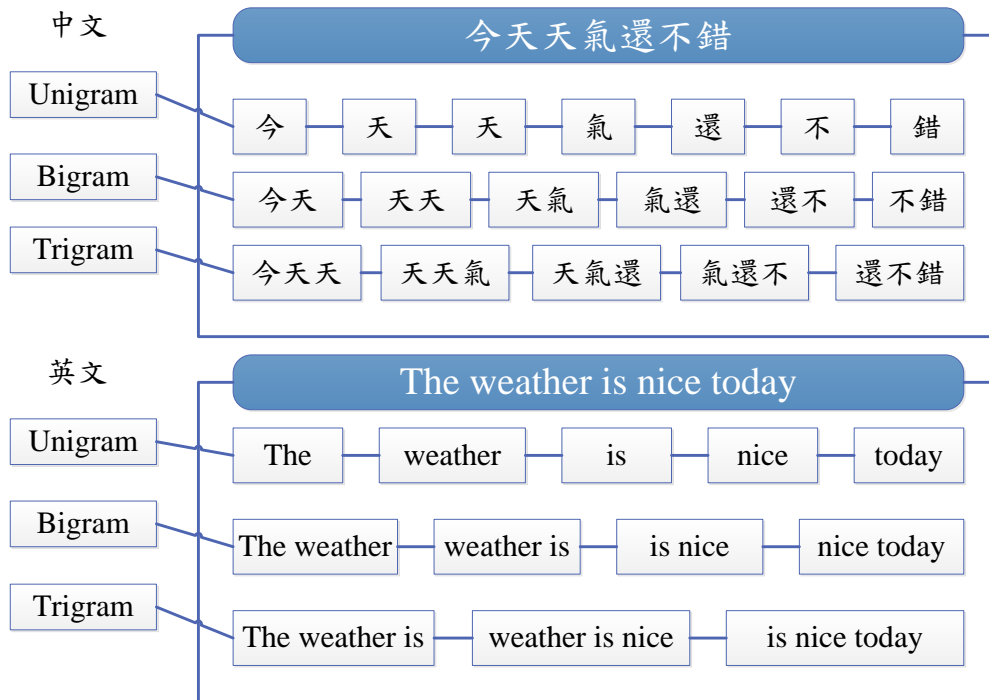 中文
今天天氣還不錯
Unigram
今 天 天 氣 還 不 錯
Bigram
今天 天天 天氣 氣還 還不 不錯
Trigram
今天天 天天氣 天氣還 氣還不 還不錯
英文
The weather is nice today
Unigram
The weather is nice today
Bigram
The weather weather is is nice nice today
Trigram
The weather is weather is nice is nice today